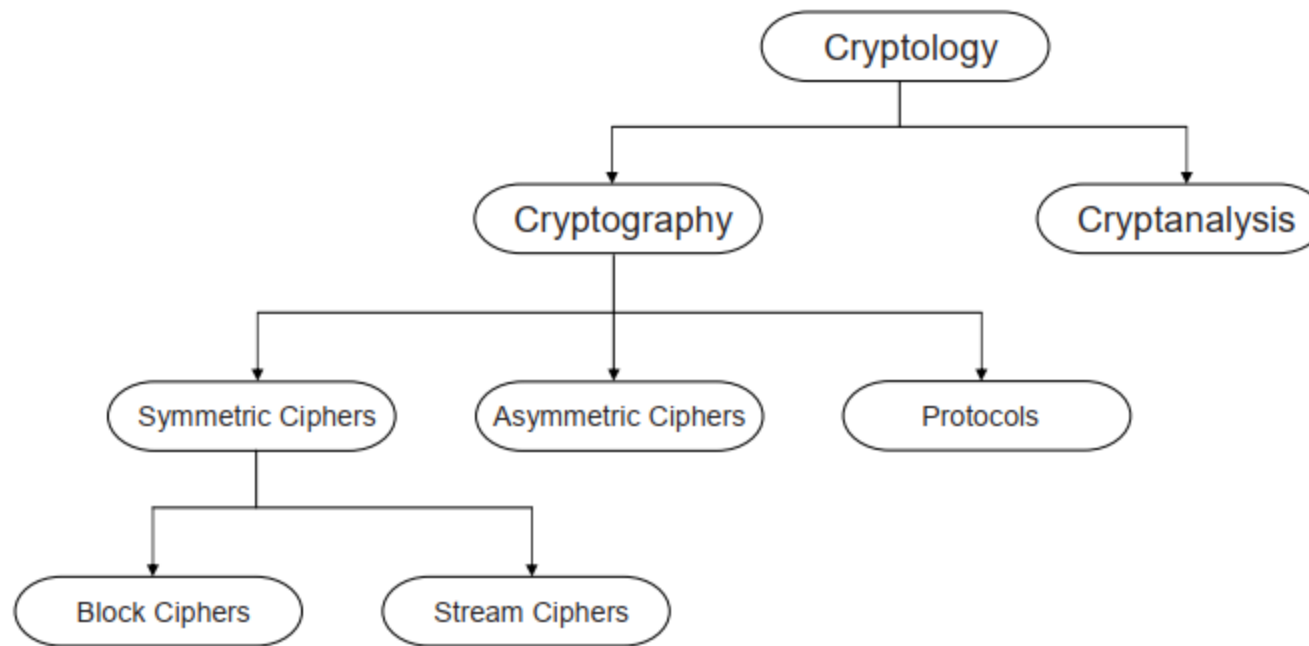 Cryptology
Cryptography
Cryptanalysis
Symmetric Ciphers
Asymmetric Ciphers
Protocols
Block Ciphers
Stream Ciphers